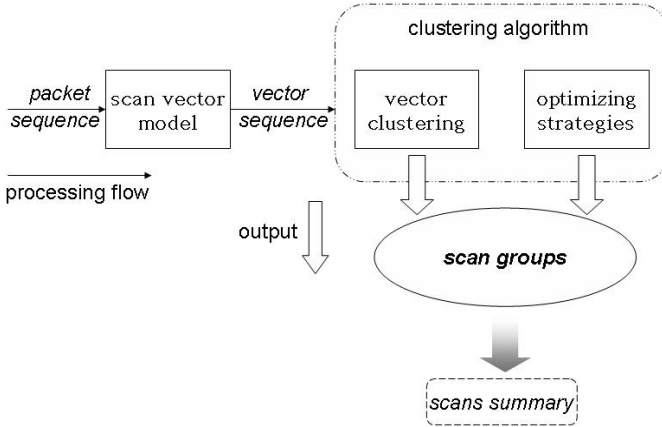 clustering algorithm
packet
sequence
scan vector
model
vector
sequence
vector
clustering
optimizing
strategies
processing flow
output
scan groups
scans summary